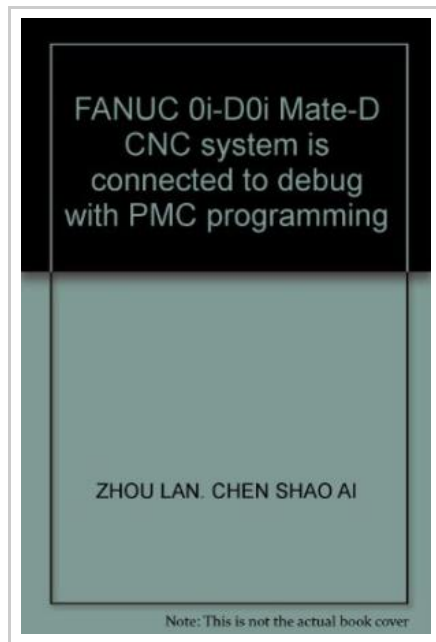 FANUC 0i-D0i Mate-D
CNC system is
connected to debug
with PMC programming
ZHOU LAN. CHEN SHAO AI
Note: This is not the actual book cover